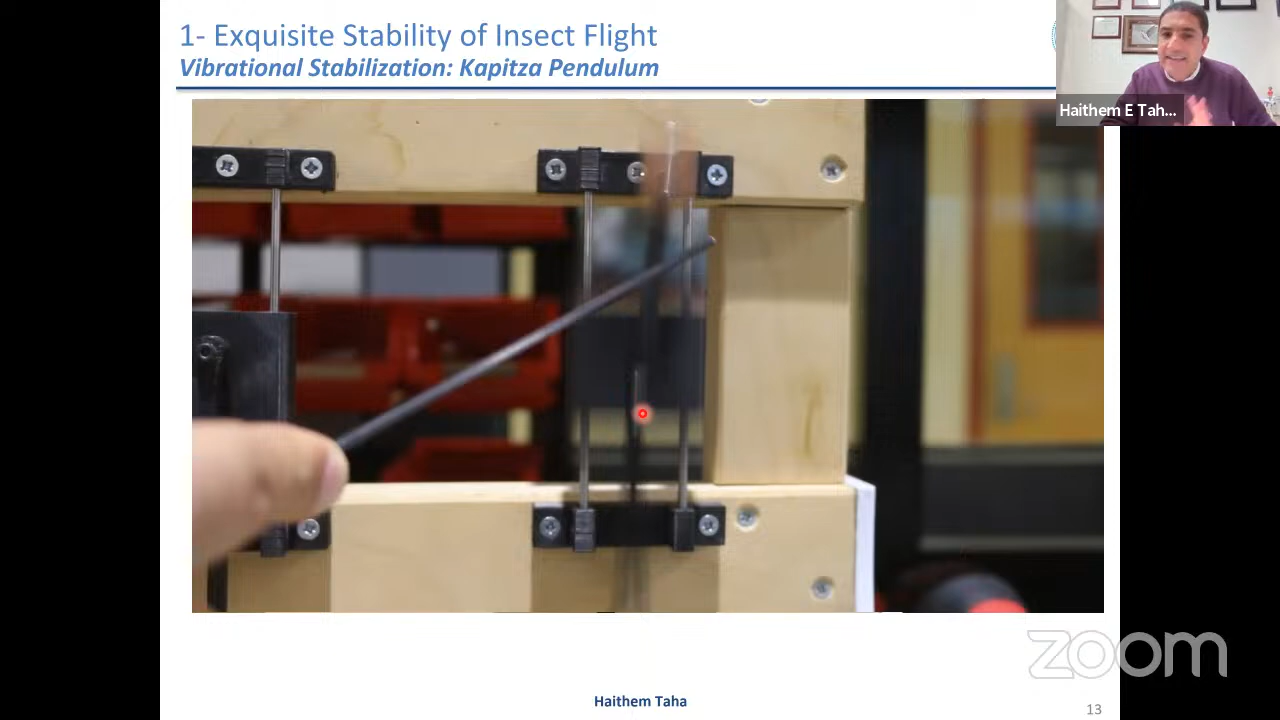 1- Exquisite Stability of Insect Flight
Vibrational Stabilization: Kapitza Pendulum
Haithem E Tah...
zoom
Haithem Taha
13